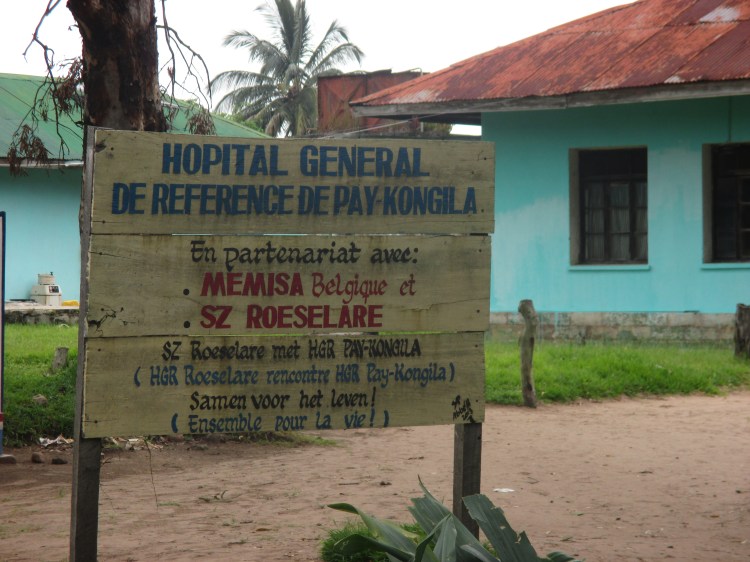 HOPITAL GENERAL
DE REFERENCE DE PAY-KONGILA
En partenariat avec:
. MEMISA Belgique et
. SZ ROESELARE
SZ Roeselare met HGR PAY-KONGILA
( HGR Roeselare rencontre HGR Pay-Kongila )
Samen voor het leven !
( Ensemble pour la vie ! )